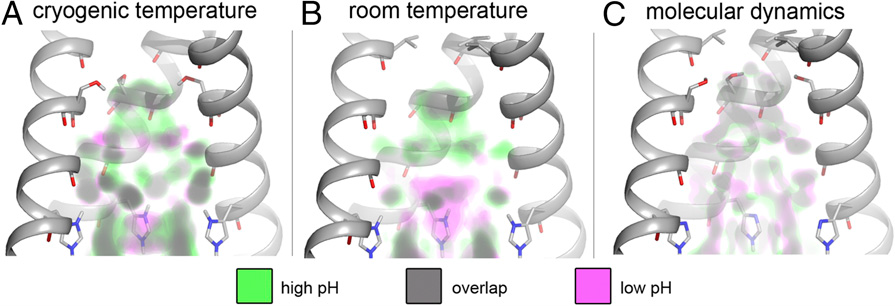 A cryogenic temperature
B room temperature
C molecular dynamics
high pH
overlap
low pH